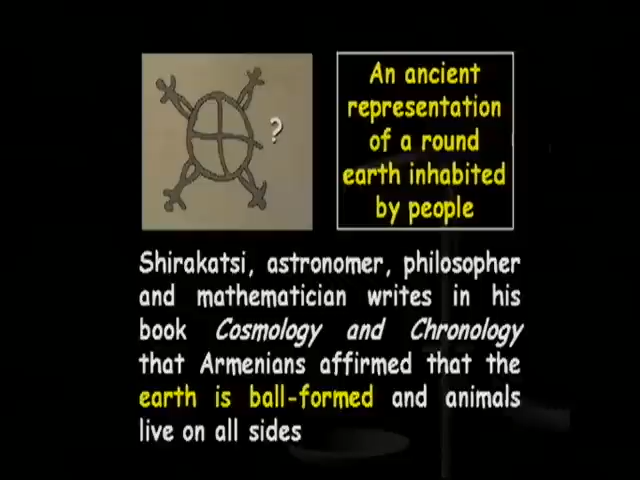 ?
An ancient
representation
of a round
earth inhabited
by people
Shirakatsi, astronomer, philosopher
and mathematician writes in his
book Cosmology and Chronology
that Armenians affirmed that the
earth is ball-formed and animals
live on all sides